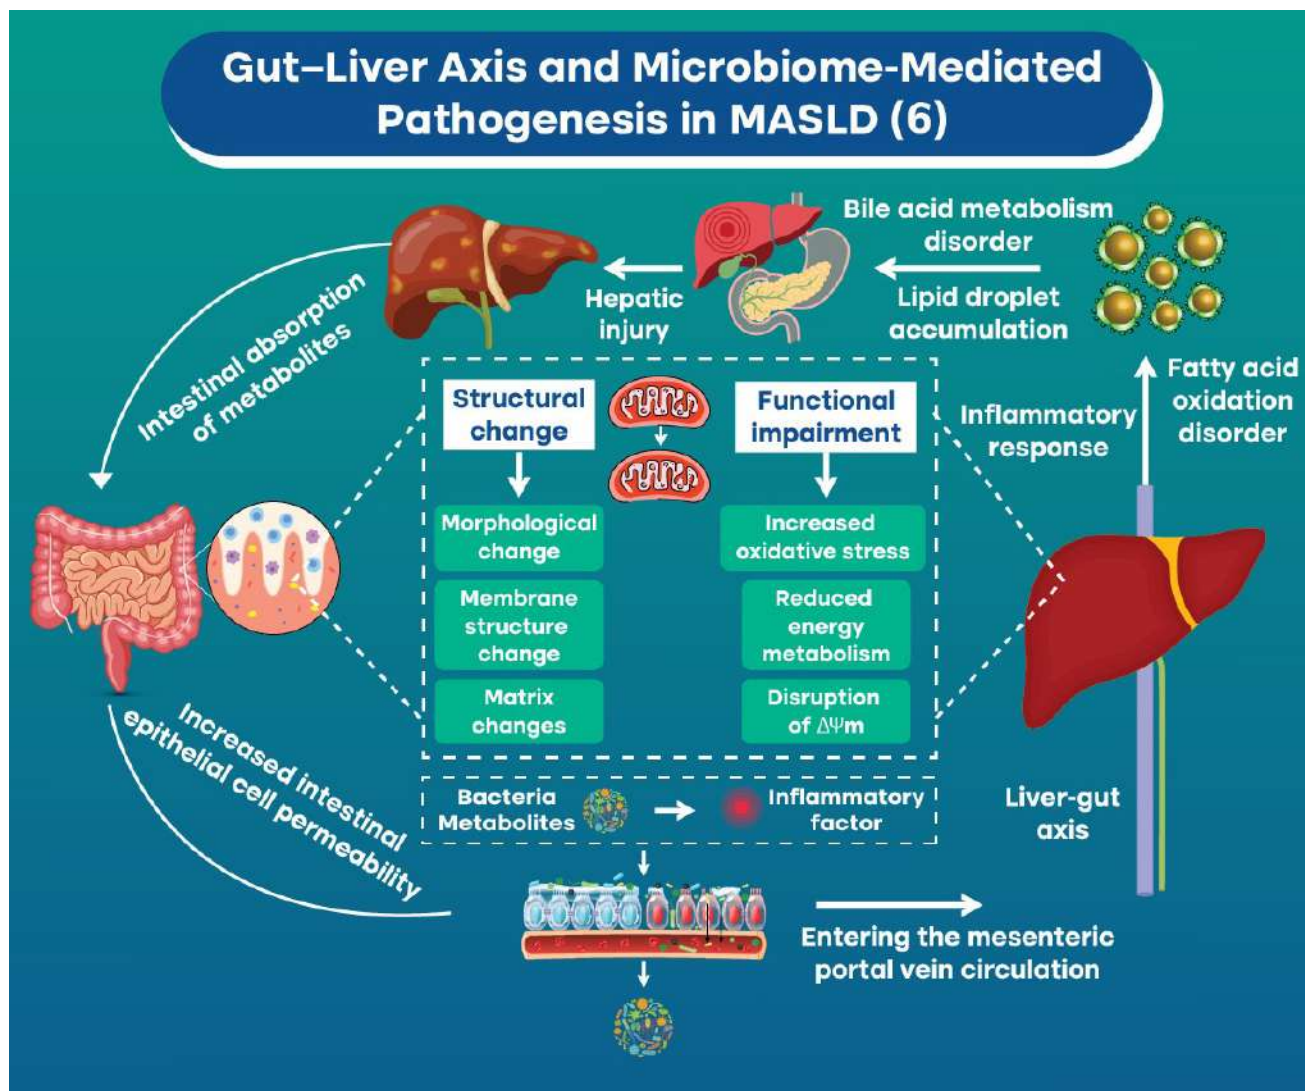 Gut–Liver Axis and Microbiome-Mediated
Pathogenesis in MASLD (6)
Bile acid metabolism
disorder
Lipid droplet
accumulation
Hepatic
injury
Intestinal absorption
of metabolites
Fatty acid
oxidation
disorder
Inflammatory
response
Structural
change
Functional
impairment
Morphological
change
Increased
oxidative stress
Membrane
structure
change
Reduced
energy
metabolism
Matrix
changes
Disruption
of ΔΨm
Increased intestinal
epithelial cell permeability
Bacteria
Metabolites
Inflammatory
factor
Liver-gut
axis
Entering the mesenteric
portal vein circulation